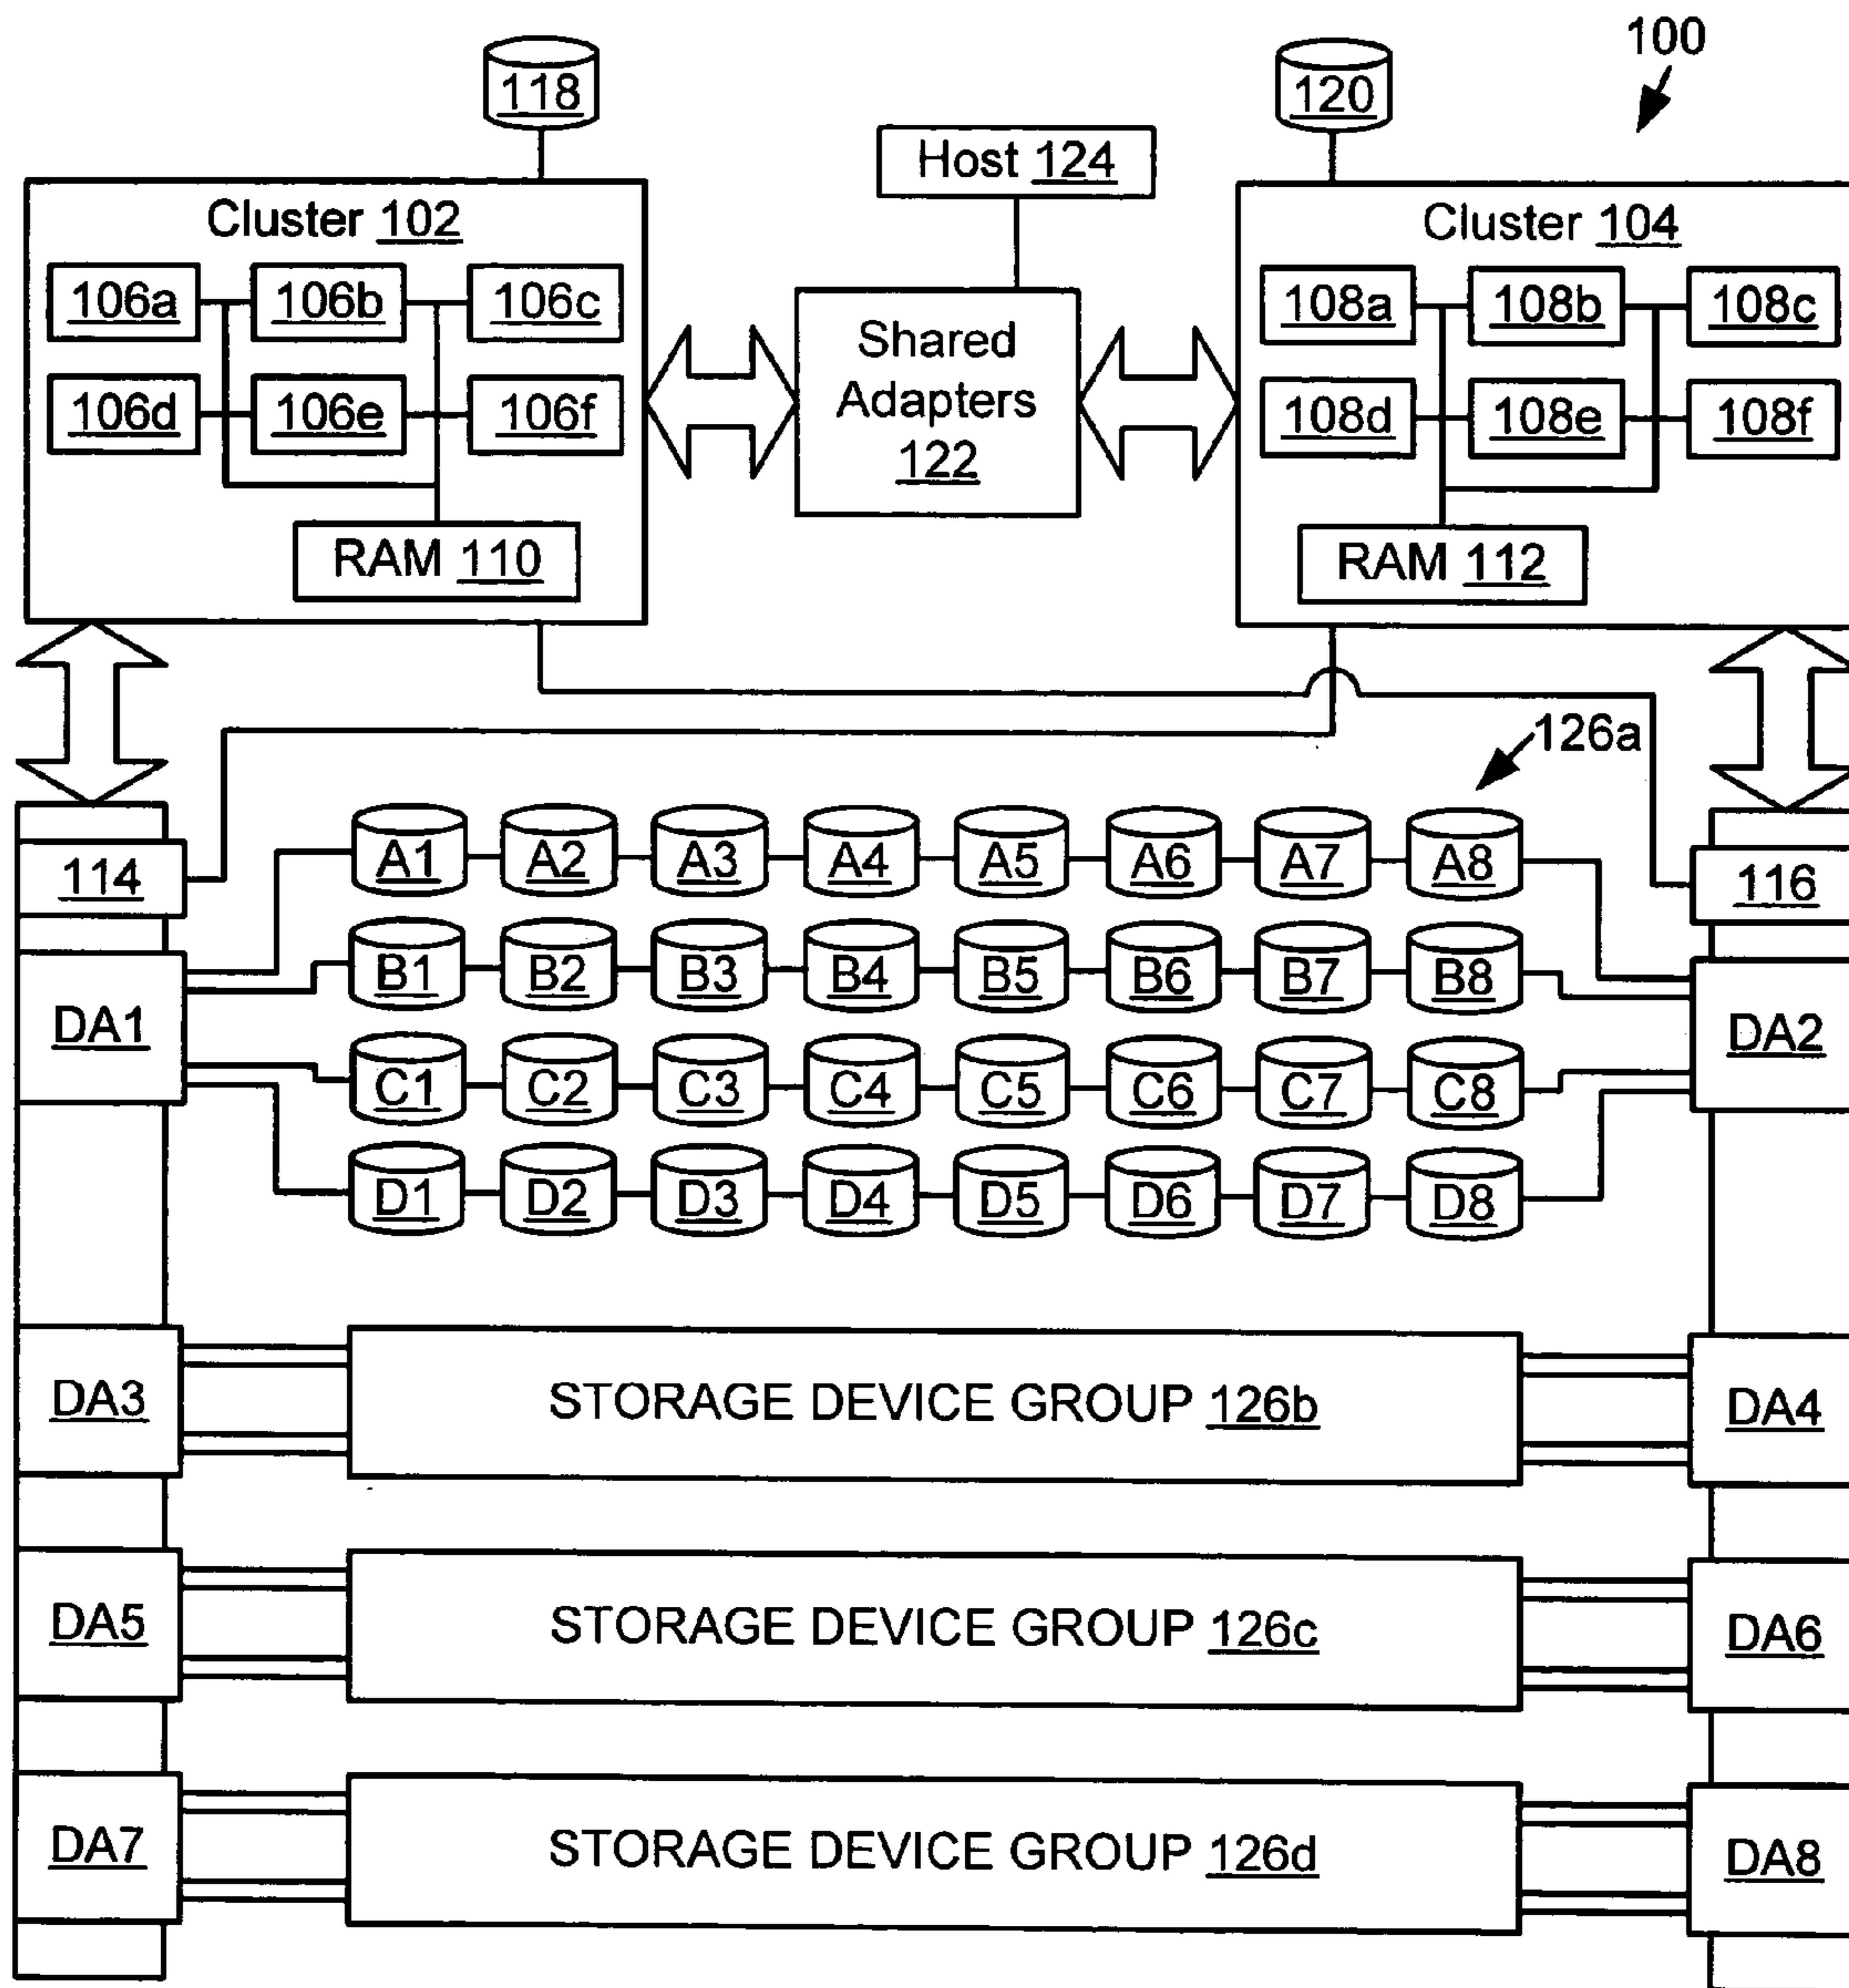 100
118
120
Host 124
Cluster 102
106a 106b 106c
106d 106e 106f
RAM 110
Shared
Adapters
122
Cluster 104
108a 108b 108c
108d 108e 108f
RAM 112
126a
114
116
A1 A2 A3 A4 A5 A6 A7 A8
B1 B2 B3 B4 B5 B6 B7 B8
DA1
DA2
C1 C2 C3 C4 C5 C6 C7 C8
D1 D2 D3 D4 D5 D6 D7 D8
DA3
STORAGE DEVICE GROUP 126b
DA4
DA5
STORAGE DEVICE GROUP 126c
DA6
DA7
STORAGE DEVICE GROUP 126d
DA8